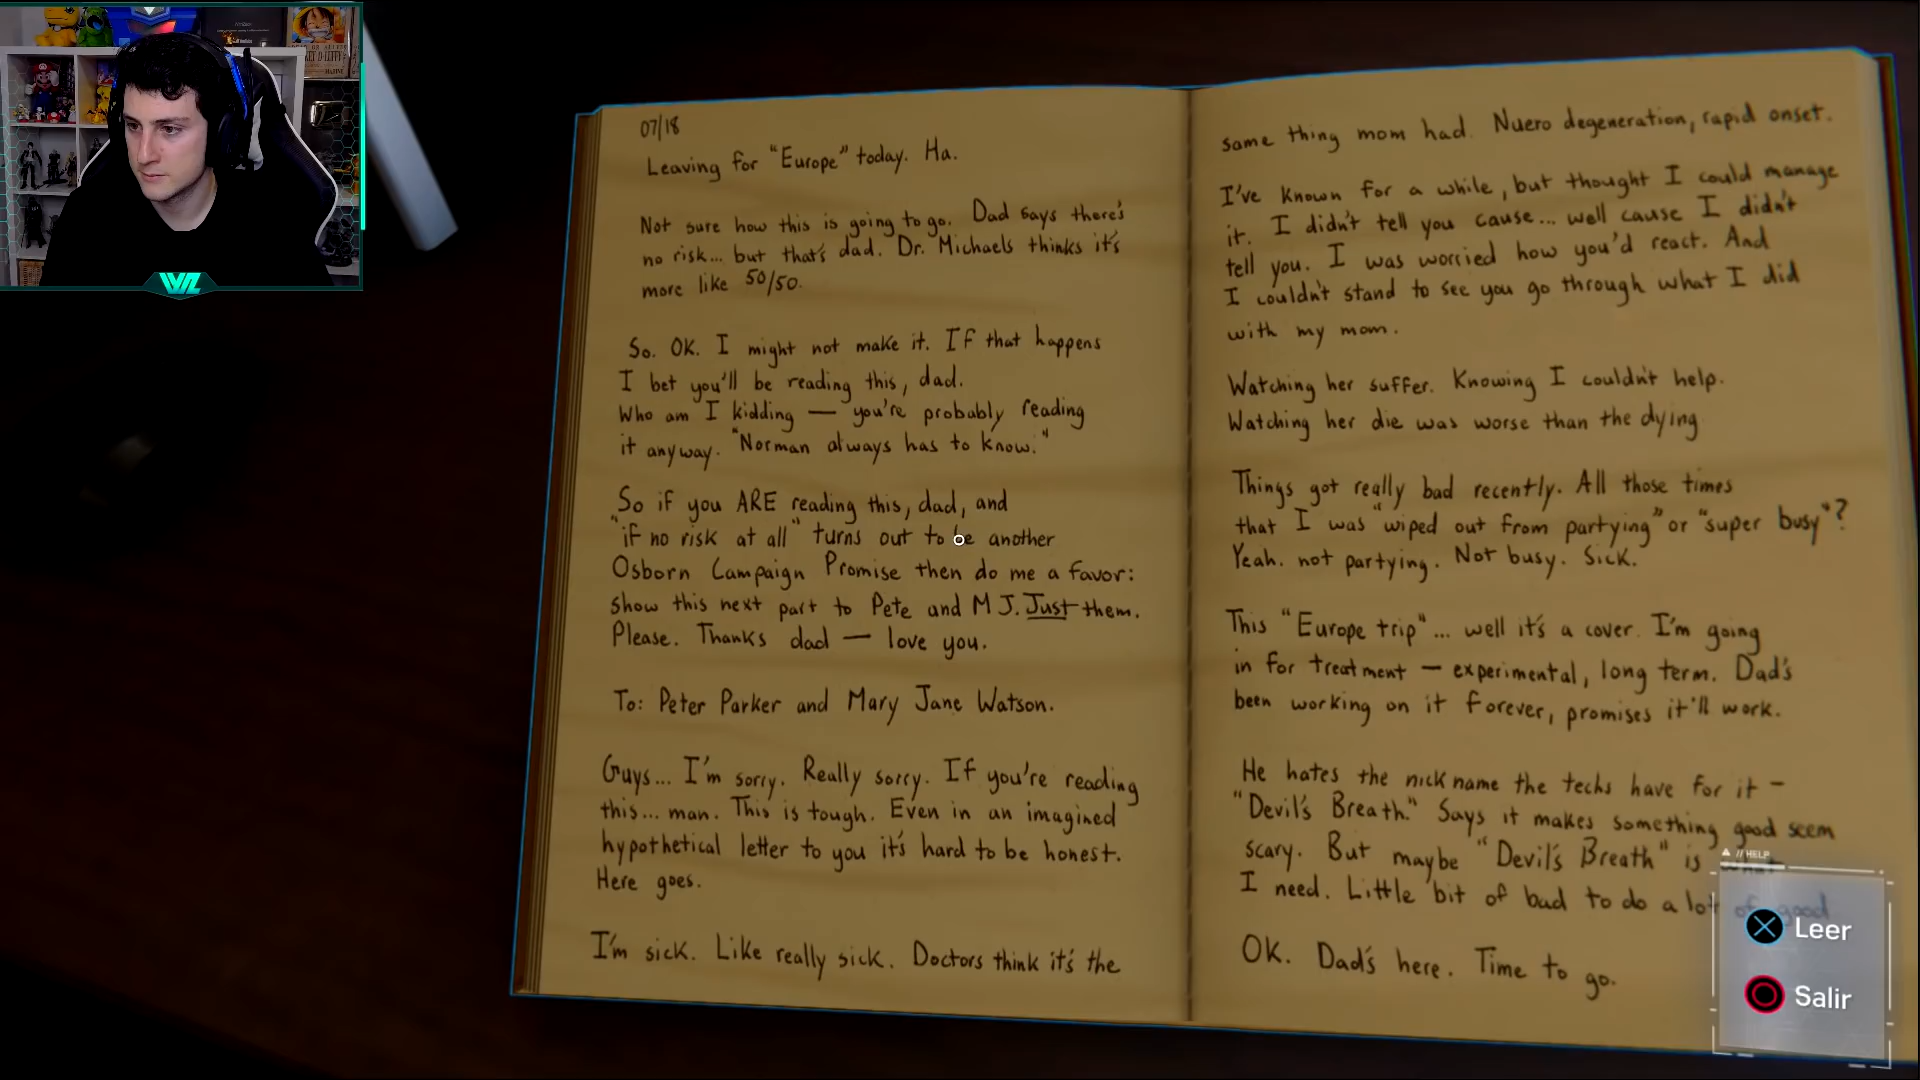 07/18
Leaving for "Europe" today. Ha.
Not sure how this is going to go. Dad says there's
no risk... but that's dad. Dr. Michaels thinks it's
more like 50/50.
So. OK. I might not make it. If that happens
I bet you'll be reading this, dad.
Who am I kidding — you're probably reading
it anyway. "Norman always has to know."
So if you ARE reading this, dad, and
"if no risk at all" turns out to be another
Osborn Campaign Promise then do me a favor:
show this next part to Pete and MJ. Just them.
Please. Thanks dad — love you.
To: Peter Parker and Mary Jane Watson.
Guys... I'm sorry. Really sorry. If you're reading
this... man. This is tough. Even in an imagined
hypothetical letter to you it's hard to be honest.
Here goes.
I'm sick. Like really sick. Doctors think it's the
same thing mom had. Nuero degeneration, rapid onset.
I've known for a while, but thought I could manage
it. I didn't tell you cause... well cause I didn't
tell you. I was worried how you'd react. And
I couldn't stand to see you go through what I did
with my mom.
Watching her suffer. Knowing I couldn't help.
Watching her die was worse than the dying
Things got really bad recently. All those times
that I was "wiped out from partying" or "super busy"?
Yeah. not partying. Not busy. Sick.
This "Europe trip"... well it's a cover. I'm going
in for treatment — experimental, long term. Dad's
been working on it forever, promises it'll work.
He hates the nickname the techs have for it -
"Devil's Breath." Says it makes something good seem
scary. But maybe "Devil's Breath" is what
I need. Little bit of bad to do a lot of good
OK. Dad's here. Time to go.
// HELP
Leer
Salir